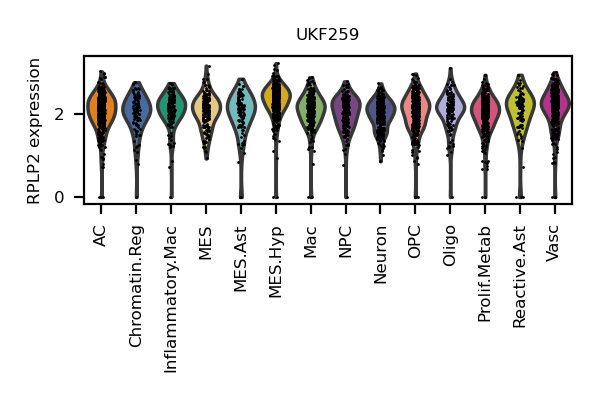 UKF259
RPLP2 expression
2
0
AC
Chromatin.Reg
Inflammatory.Mac
MES
MES.Ast
MES.Hyp
Mac
NPC
Neuron
OPC
Oligo
Prolif.Metab
Reactive.Ast
Vasc